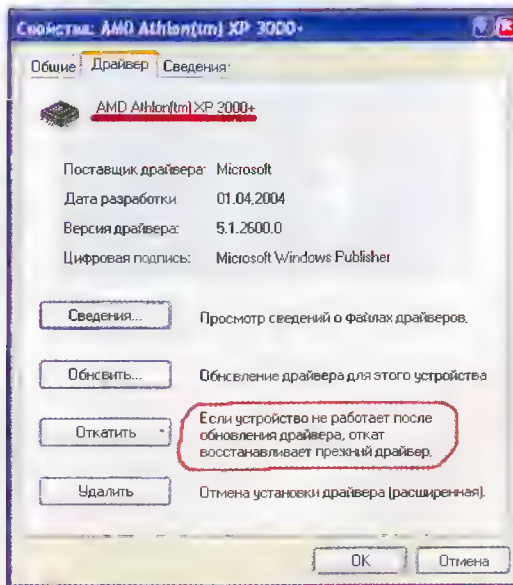 Свойства: AMD Athlon(tm) XP 3000+
Общие Драйвер Сведения
AMD Athlon(tm) XP 3000+
Поставщик драйвера: Microsoft
Дата разработки: 01.04.2004
Версия драйвера: 5.1.2600.0
Цифровая подпись: Microsoft Windows Publisher
Сведения... Просмотр сведений о файлах драйверов.
Обновить... Обновление драйвера для этого устройства
Откатить
Если устройство не работает после
обновления драйвера, откат
восстанавливает прежний драйвер.
Удалить Отмена установки драйвера (расширенная).
OK Отмена